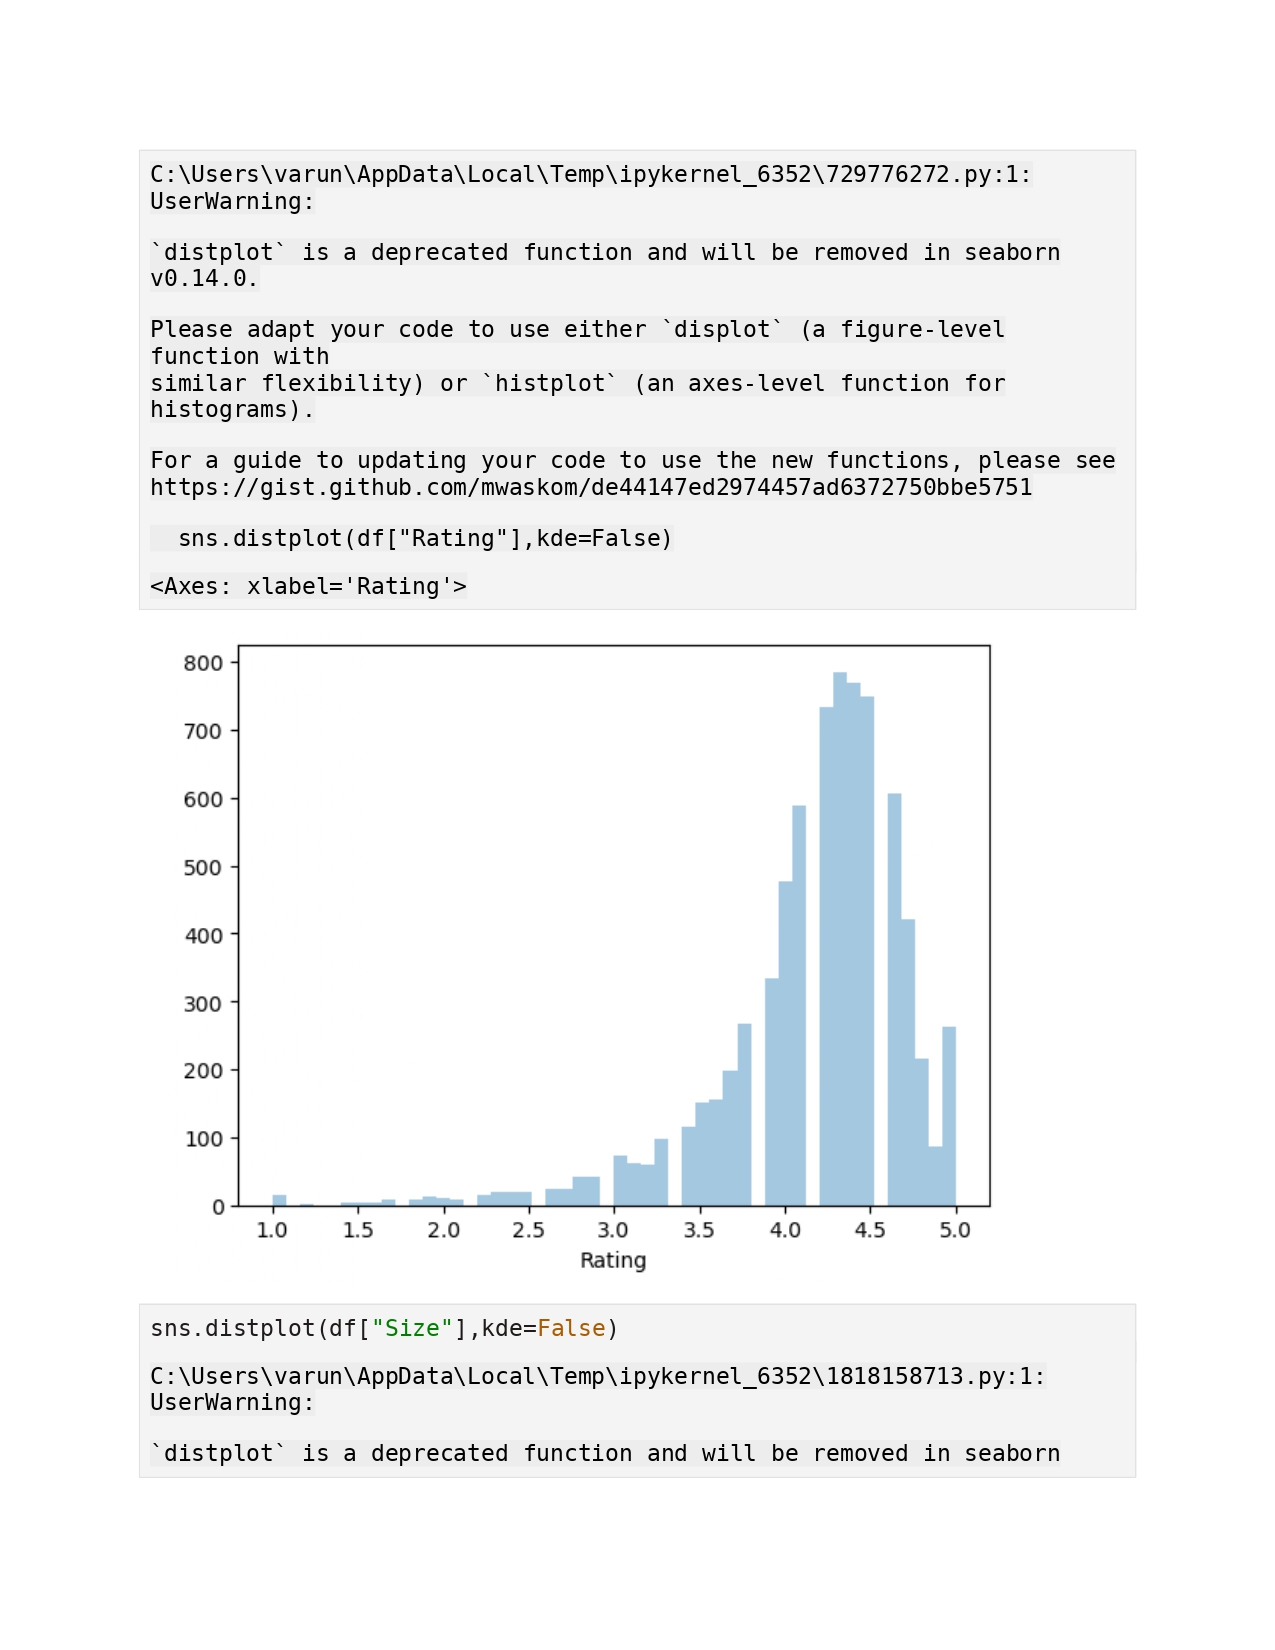 C:\Users\varun\AppData\Local\Temp\ipykernel_6352\729776272.py:1:
UserWarning:
`distplot` is a deprecated function and will be removed in seaborn
v0.14.0.
Please adapt your code to use either `displot` (a figure-level
function with
similar flexibility) or `histplot` (an axes-level function for
histograms).
For a guide to updating your code to use the new functions, please see
https://gist.github.com/mwaskom/de44147ed2974457ad6372750bbe5751
  sns.distplot(df["Rating"],kde=False)
<Axes: xlabel='Rating'>
800
700
600
500
400
300
200
100
0
1.0 1.5 2.0 2.5 3.0 3.5 4.0 4.5 5.0
Rating
sns.distplot(df["Size"],kde=False)
C:\Users\varun\AppData\Local\Temp\ipykernel_6352\1818158713.py:1:
UserWarning:
`distplot` is a deprecated function and will be removed in seaborn